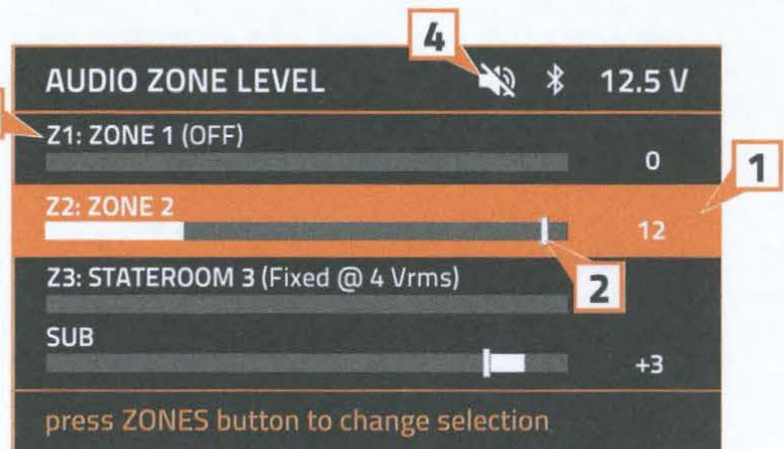 4
AUDIO ZONE LEVEL 12.5 V
Z1: ZONE 1 (OFF)
0
1
Z2: ZONE 2
12
2
Z3: STATEROOM 3 (Fixed @ 4 Vrms)
SUB
+3
press ZONES button to change selection